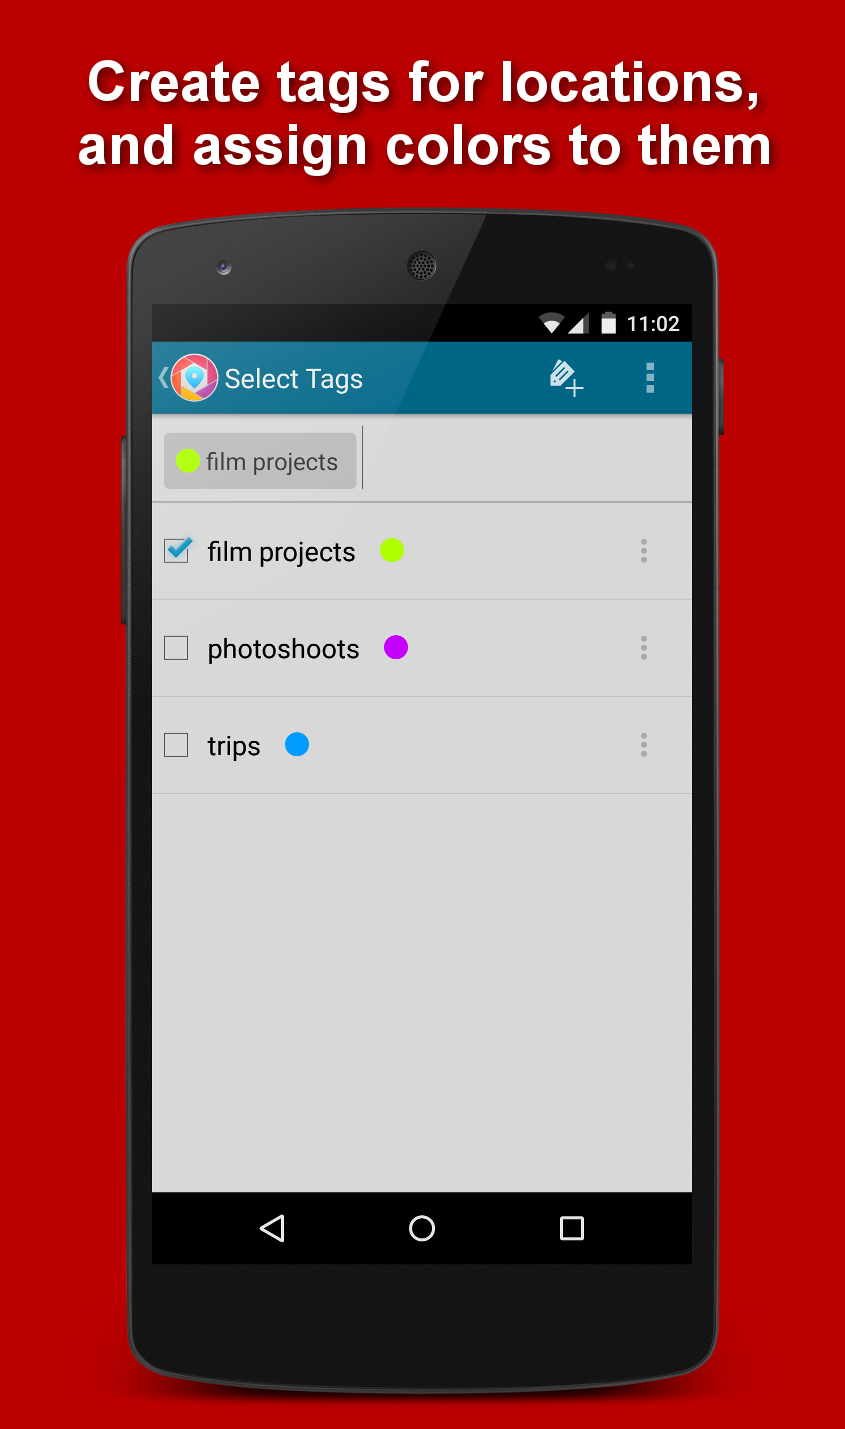 Create tags for locations,
and assign colors to them
11:02
Select Tags
film projects
film projects
photoshoots
trips